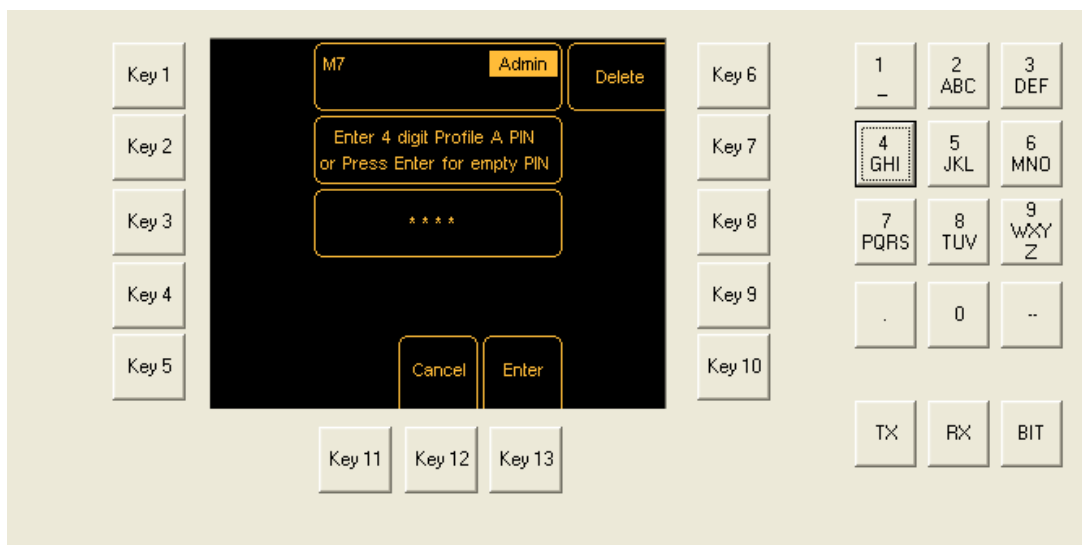 Key 1
Key 2
Key 3
Key 4
Key 5
M7
Admin
Delete
Enter 4 digit Profile A PIN
or Press Enter for empty PIN
* * * *
Cancel
Enter
Key 6
Key 7
Key 8
Key 9
Key 10
Key 11
Key 12
Key 13
1
_
2
ABC
3
DEF
4
GHI
5
JKL
6
MNO
7
PQRS
8
TUV
9
WXY
Z
.
0
--
TX
RX
BIT